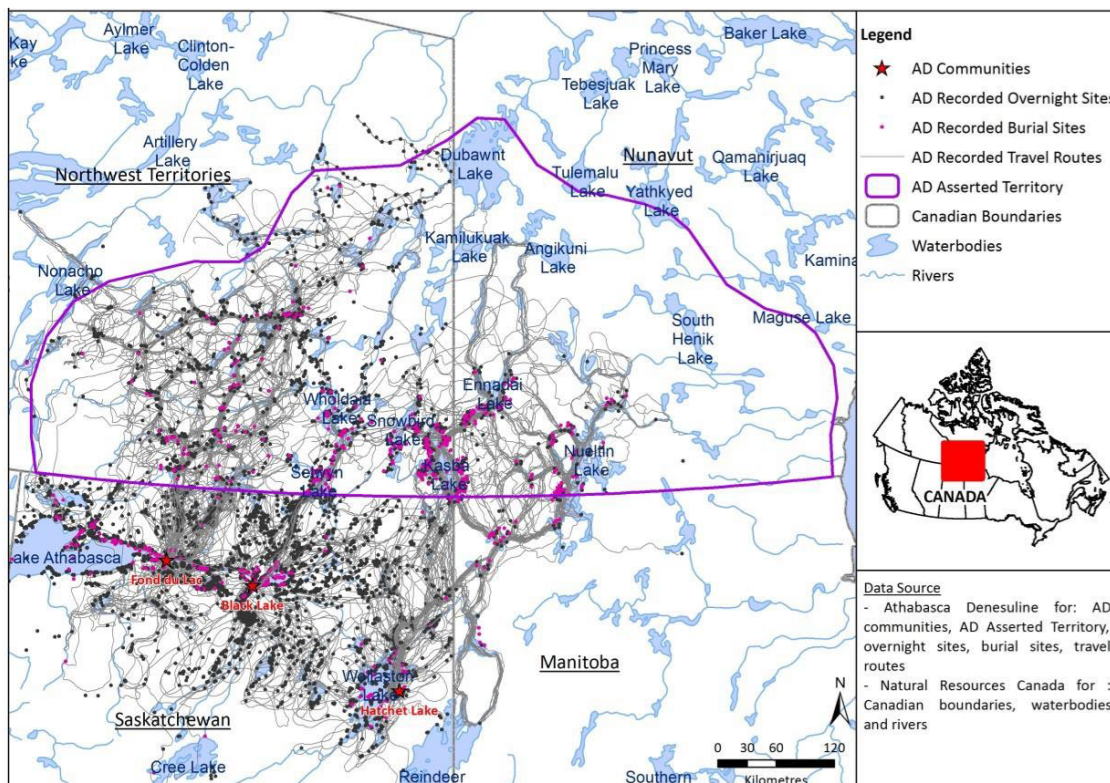 Kay
ke
Aylmer
Lake
Clinton-
Colden
Lake
Baker Lake
Princess
Mary
Lake
Tebesjuak
Lake
Artillery
Lake
Northwest Territories
Dubawnt
Lake
Nunavut
Qamanirjuaq
Lake
Tulemalu
Lake
Yathkyed
Lake
Kamilukuak
Lake
Angikuni
Lake
Kamina
Nonacho
Lake
Maguse Lake
South
Henik
Lake
Ennadai
Lake
Wholdaia
Lake
Snowbird
Lake
Kasba
Lake
Nueltin
Lake
Selwyn
Lake
ake Athabasca
Fond du Lac
Black Lake
Manitoba
Wollaston
Lake
Hatchet Lake
Saskatchewan
Cree Lake
Reindeer
Southern
N
0 30 60 120
Kilometres
Legend
AD Communities
AD Recorded Overnight Sites
AD Recorded Burial Sites
AD Recorded Travel Routes
AD Asserted Territory
Canadian Boundaries
Waterbodies
Rivers
CANADA
Data Source
- Athabasca Denesuline for: AD
communities, AD Asserted Territory,
overnight sites, burial sites, travel
routes
- Natural Resources Canada for :
Canadian boundaries, waterbodies
and rivers